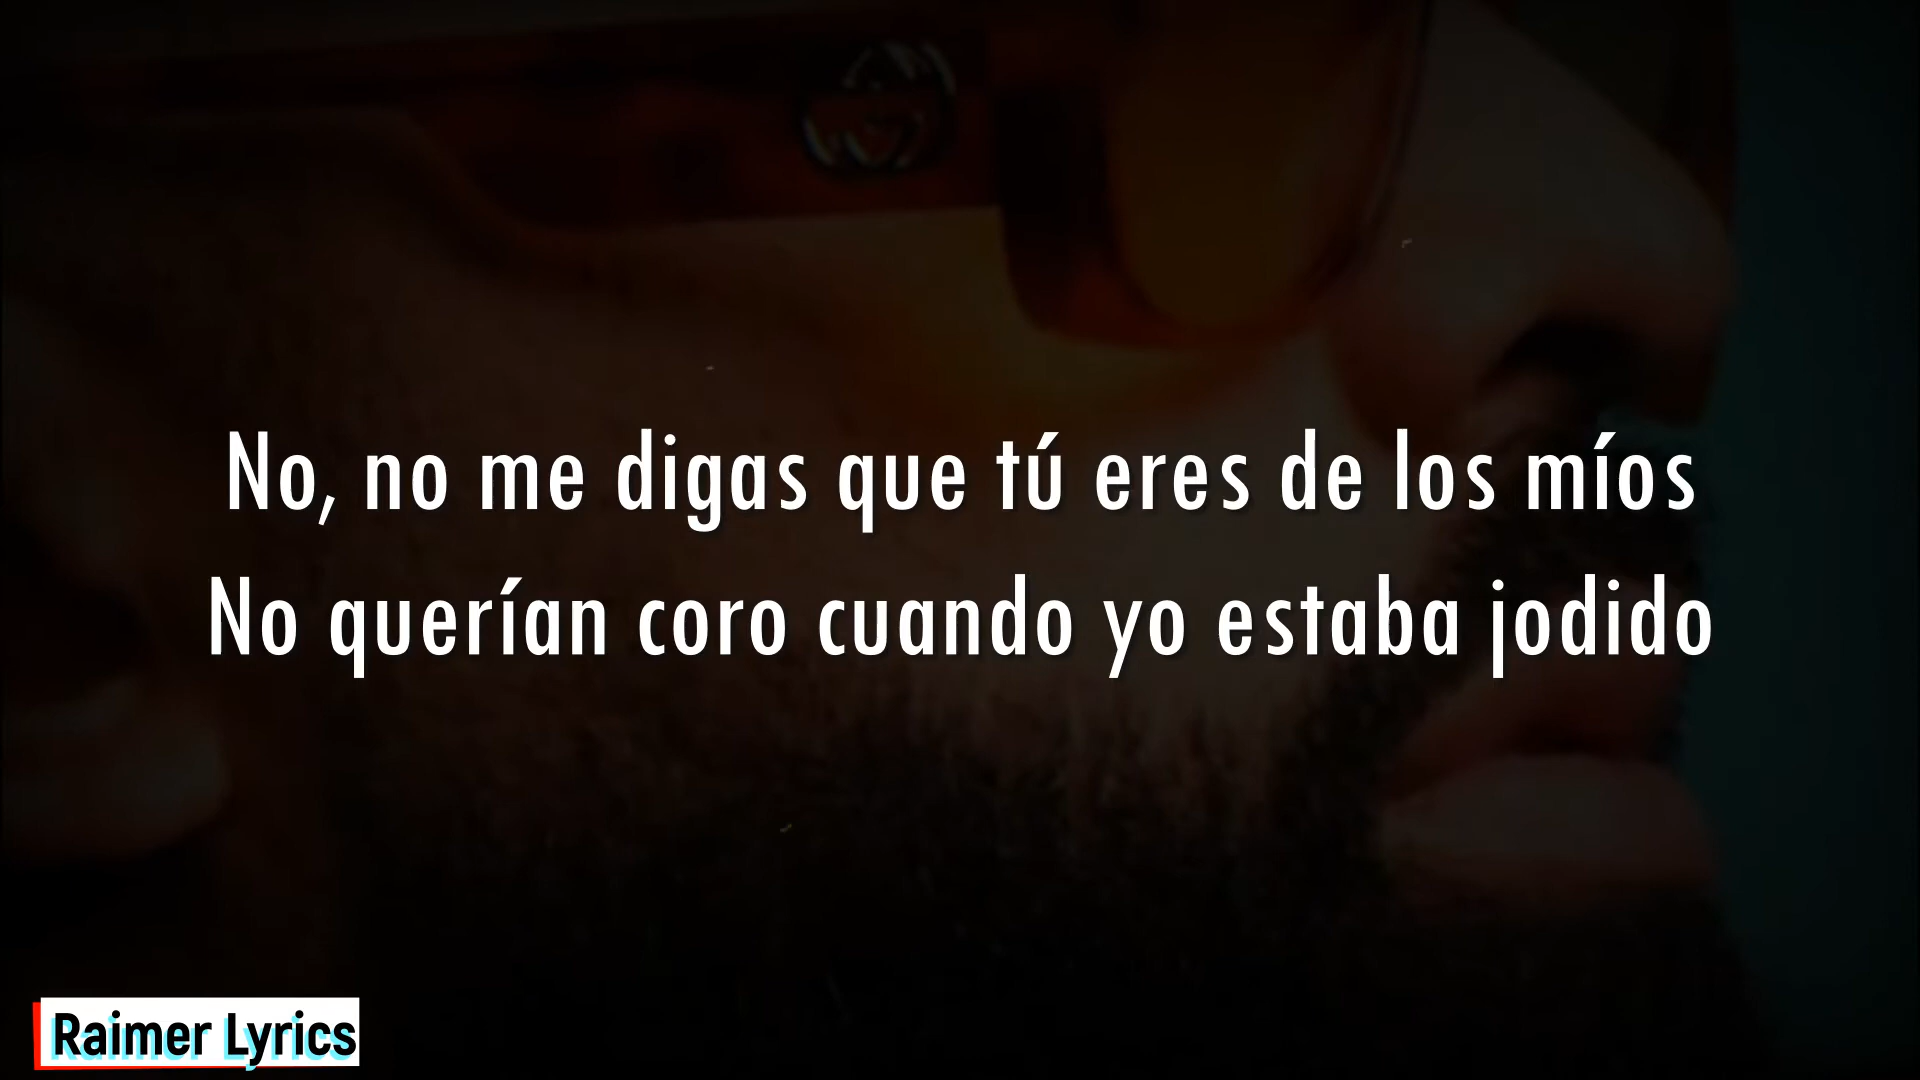 No, no me digas que tú eres de los míos
No querían coro cuando yo estaba jodido
Raimer Lyrics